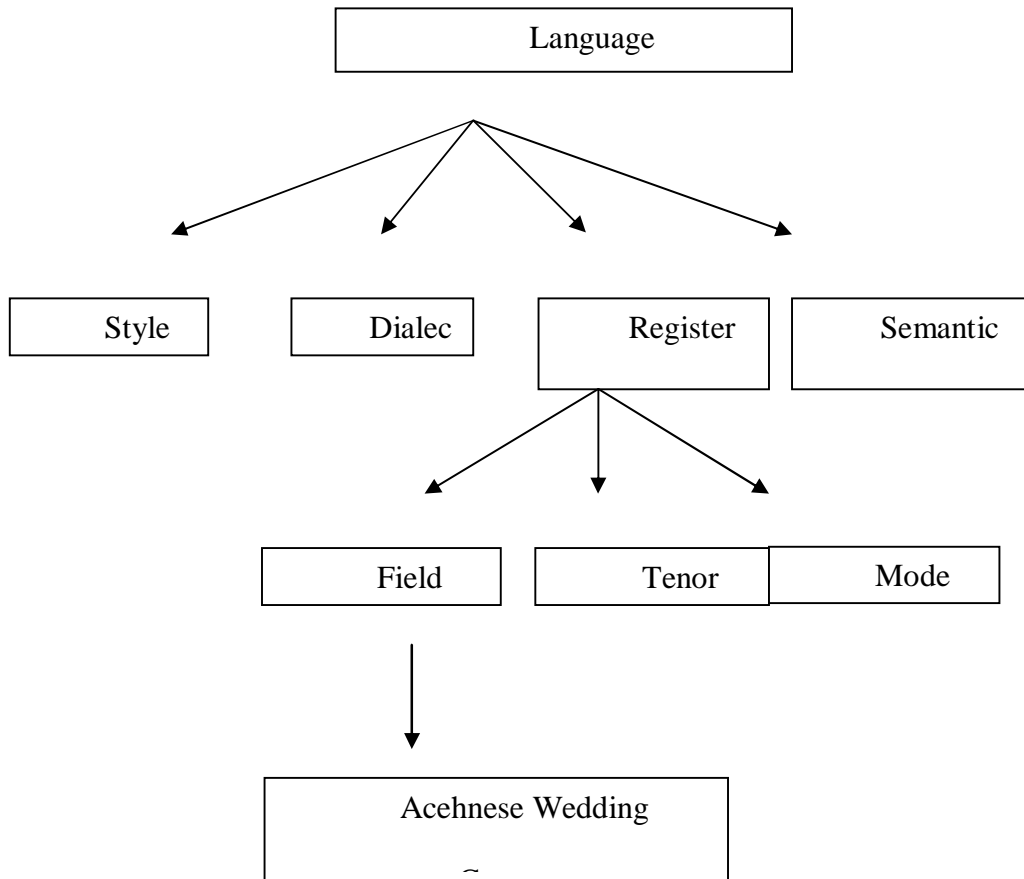 Language
Style
Dialec
Register
Semantic
Field
Tenor
Mode
Acehnese Wedding